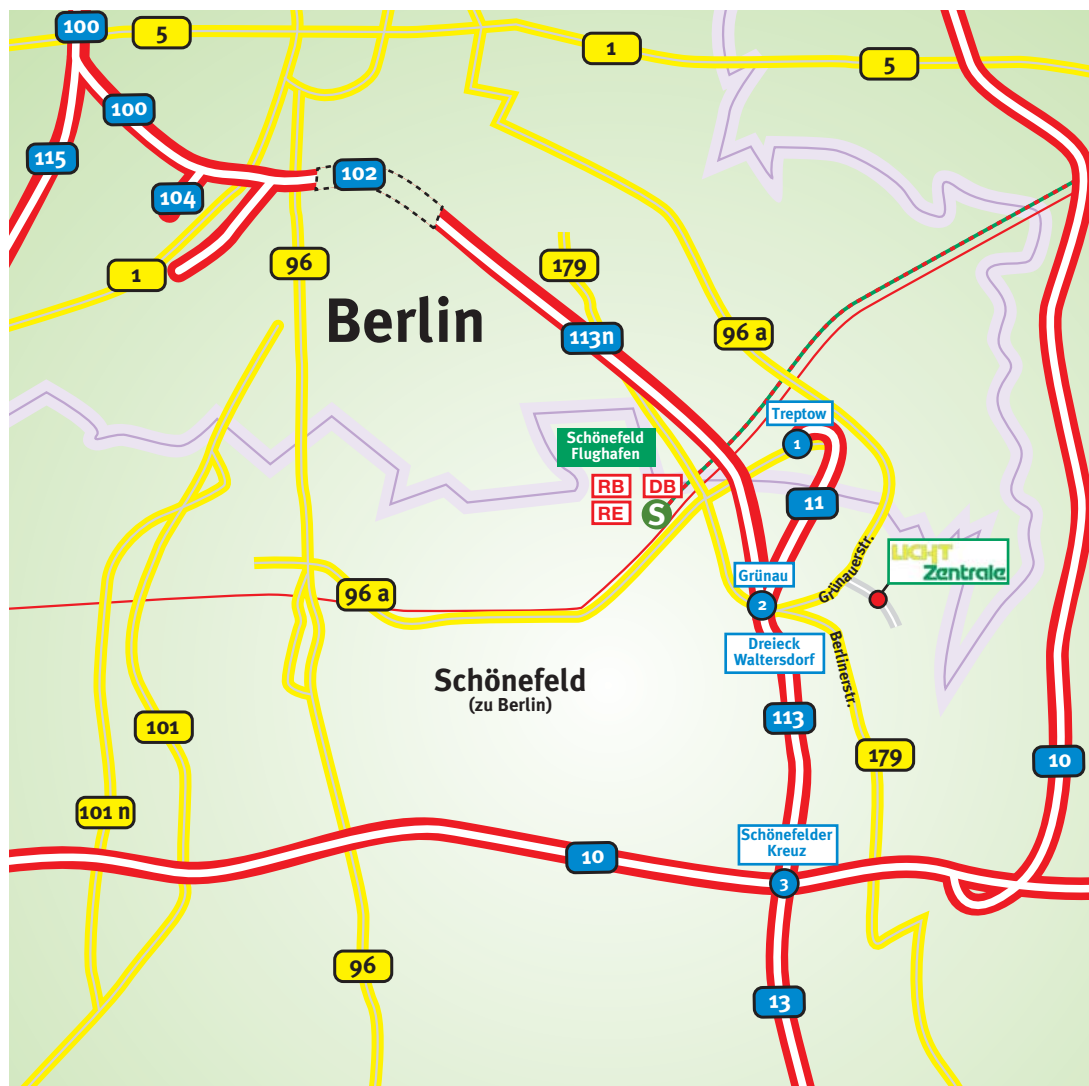 100
5
1
5
100
115
102
104
96
1
179
Berlin
113n
96 a
Treptow
1
Schönefeld
Flughafen
RB
DB
RE
S
11
Grünau
2
Grünauerstr.
LICHT
Zentrale
96 a
Dreieck
Waltersdorf
Berlinerstr.
Schönefeld
(zu Berlin)
113
101
179
10
101 n
Schönefelder
Kreuz
10
3
96
13